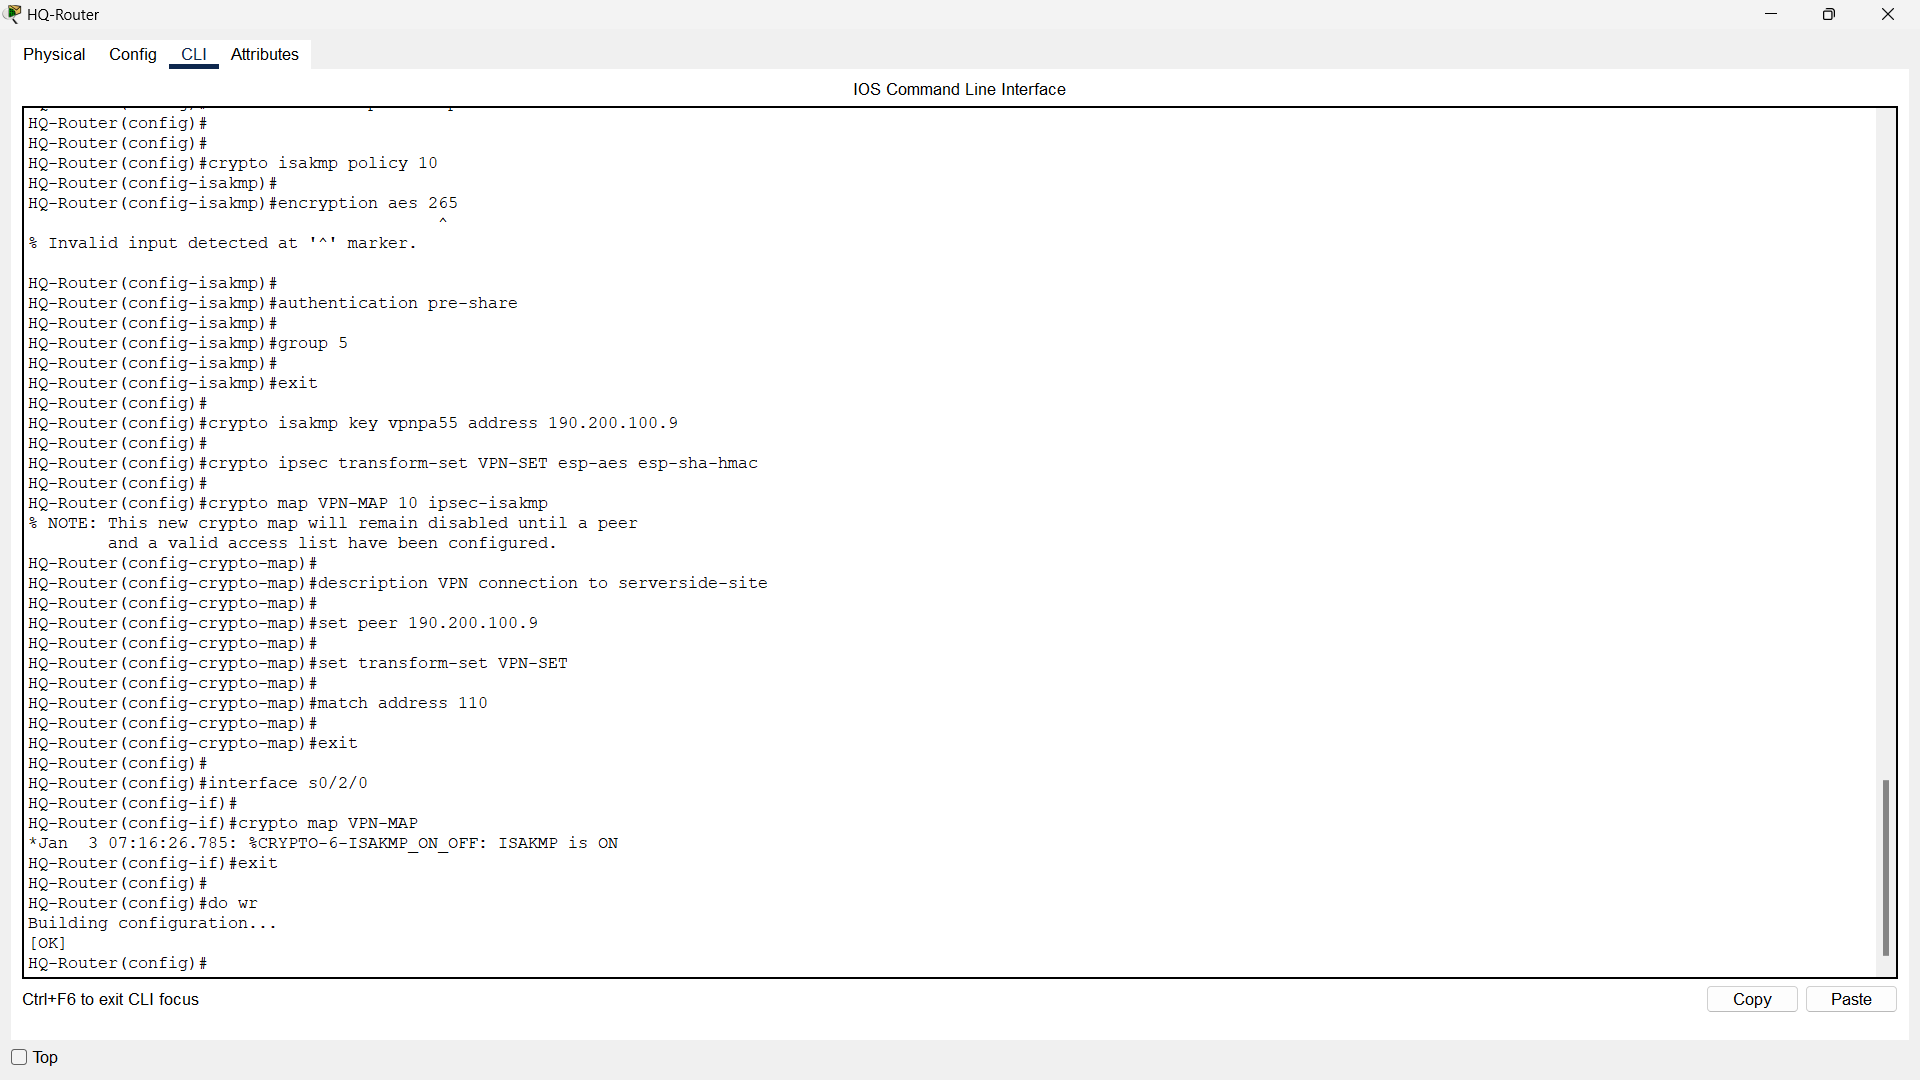 HQ-Router
Physical Config CLI Attributes
IOS Command Line Interface
HQ-Router(config)#
HQ-Router(config)#
HQ-Router(config)#crypto isakmp policy 10
HQ-Router(config-isakmp)#
HQ-Router(config-isakmp)#encryption aes 265
^
% Invalid input detected at '^' marker.
HQ-Router(config-isakmp)#
HQ-Router(config-isakmp)#authentication pre-share
HQ-Router(config-isakmp)#
HQ-Router(config-isakmp)#group 5
HQ-Router(config-isakmp)#
HQ-Router(config-isakmp)#exit
HQ-Router(config)#
HQ-Router(config)#crypto isakmp key vpnpa55 address 190.200.100.9
HQ-Router(config)#
HQ-Router(config)#crypto ipsec transform-set VPN-SET esp-aes esp-sha-hmac
HQ-Router(config)#
HQ-Router(config)#crypto map VPN-MAP 10 ipsec-isakmp
% NOTE: This new crypto map will remain disabled until a peer
and a valid access list have been configured.
HQ-Router(config-crypto-map)#
HQ-Router(config-crypto-map)#description VPN connection to serverside-site
HQ-Router(config-crypto-map)#
HQ-Router(config-crypto-map)#set peer 190.200.100.9
HQ-Router(config-crypto-map)#
HQ-Router(config-crypto-map)#set transform-set VPN-SET
HQ-Router(config-crypto-map)#
HQ-Router(config-crypto-map)#match address 110
HQ-Router(config-crypto-map)#
HQ-Router(config-crypto-map)#exit
HQ-Router(config)#
HQ-Router(config)#interface s0/2/0
HQ-Router(config-if)#
HQ-Router(config-if)#crypto map VPN-MAP
*Jan  3 07:16:26.785: %CRYPTO-6-ISAKMP_ON_OFF: ISAKMP is ON
HQ-Router(config-if)#exit
HQ-Router(config)#
HQ-Router(config)#do wr
Building configuration...
[OK]
HQ-Router(config)#
Ctrl+F6 to exit CLI focus
Copy Paste
Top